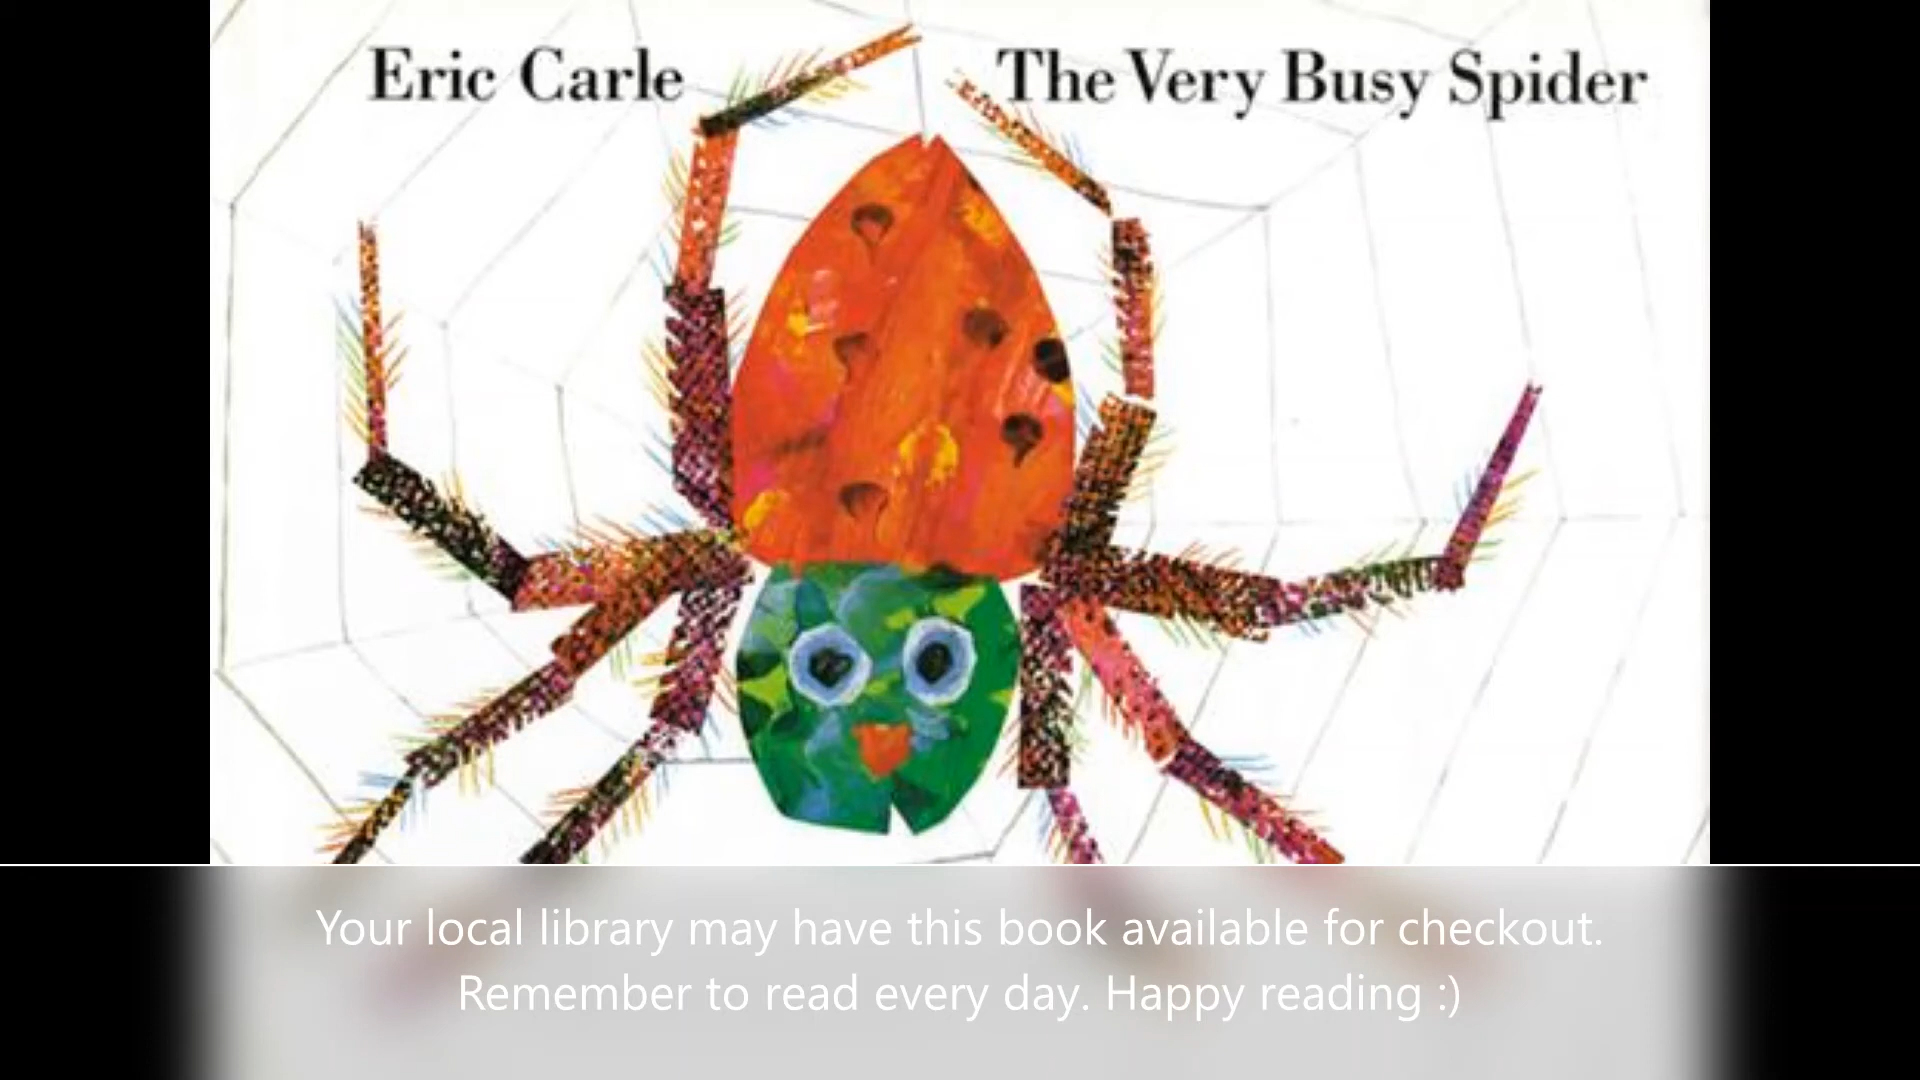 Eric Carle
The Very Busy Spider
Your local library may have this book available for checkout.
Remember to read every day. Happy reading :)